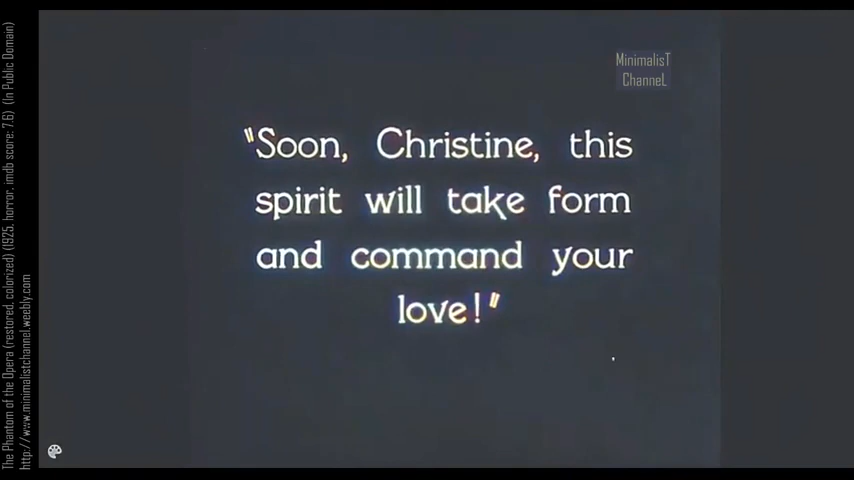 The Phantom of the Opera (restored, colorized) (1925, horror, imdb score: 7.6) (In Public Domain)
http://www.minimalistchannel.weebly.com
MinimalisT
ChanneL
"Soon, Christine, this
spirit will take form
and command your
love!"